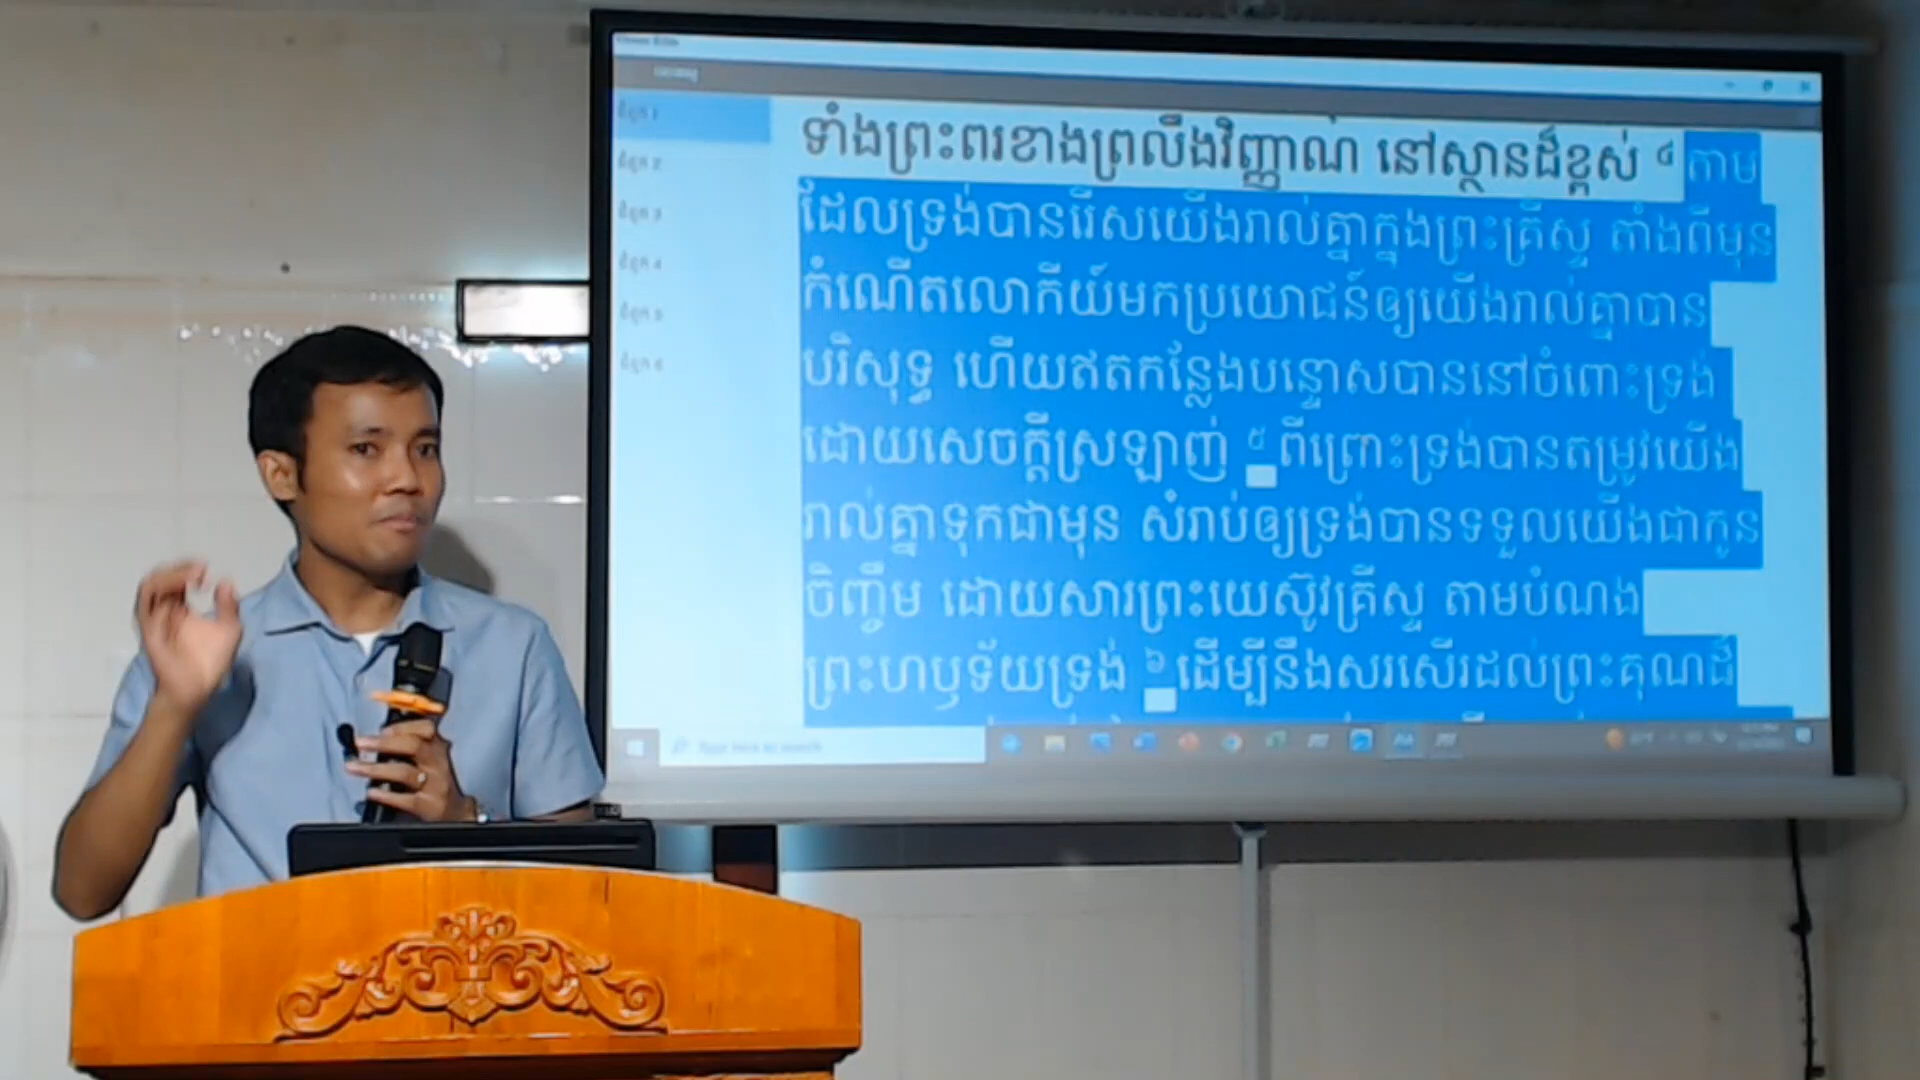 ទាំងព្រះពរខាងព្រលឹងវិញ្ញាណ នៅស្ថានដ៏ខ្ពស់ ៤ តាម
ដែលទ្រង់បានរើសយើងរាល់គ្នាក្នុងព្រះគ្រីស្ទ តាំងពីមុន
កំណើតលោកីយ៍មកប្រយោជន៍ឲ្យយើងរាល់គ្នាបាន
បរិសុទ្ធ ហើយឥតកន្លែងបន្ទោសបាននៅចំពោះទ្រង់
ដោយសេចក្ដីស្រឡាញ់ ៥ ពីព្រោះទ្រង់បានតម្រូវយើង
រាល់គ្នាទុកជាមុន សំរាប់ឲ្យទ្រង់បានទទួលយើងជាកូន
ចិញ្ចឹម ដោយសារព្រះយេស៊ូវគ្រីស្ទ តាមបំណង
ព្រះហឫទ័យទ្រង់ ៦ ដើម្បីនឹងសរសើរដល់ព្រះគុណដ៏
Type here to search